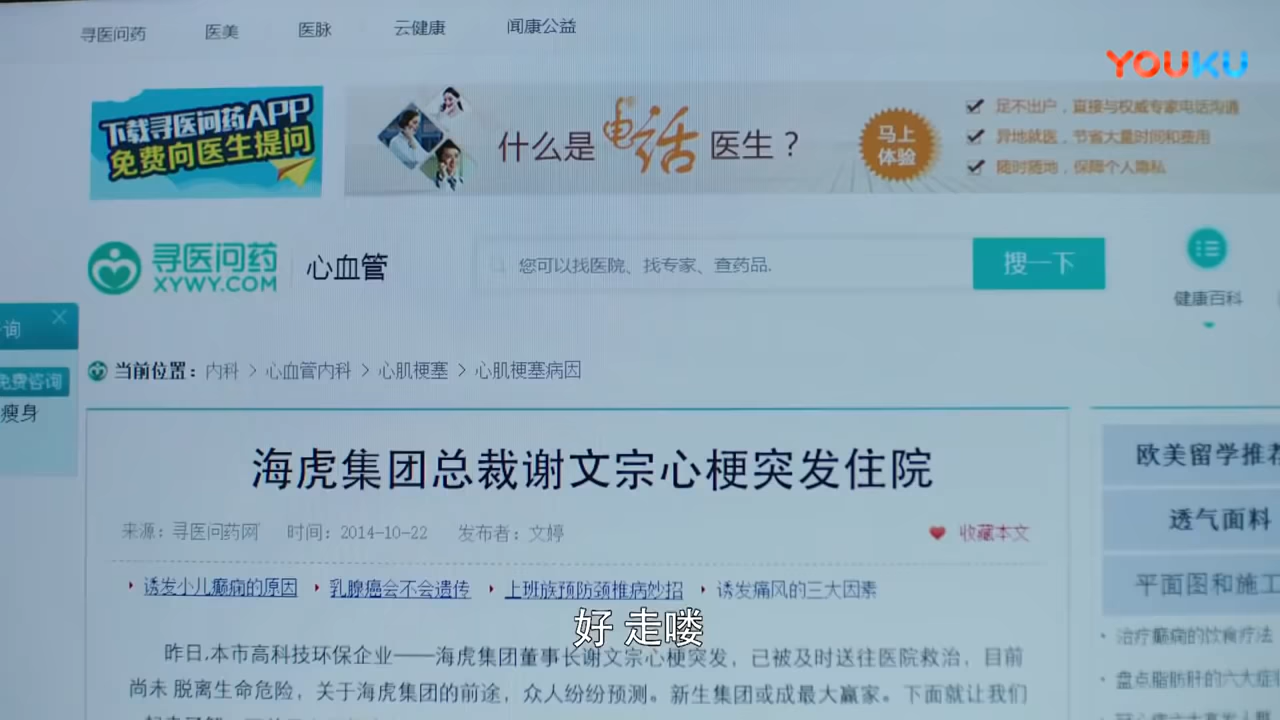 寻医问药 医美 医脉 云健康 闻康公益
YOUKU
下载寻医问药APP
免费向医生提问
什么是电话医生？
马上
体验
足不出户，直接与权威专家电话沟通
异地就医，节省大量时间和费用
随时随地，保障个人隐私
寻医问药
XYWY.COM
心血管
您可以找医院、找专家、查药品.
搜一下
健康百科
询
免费咨询
瘦身
当前位置：内科 > 心血管内科 > 心肌梗塞 > 心肌梗塞病因
海虎集团总裁谢文宗心梗突发住院
来源：寻医问药网 时间：2014-10-22 发布者：文婷
收藏本文
诱发小儿癫痫的原因 乳腺癌会不会遗传 上班族预防颈椎病妙招 诱发痛风的三大因素
昨日,本市高科技环保企业——海虎集团董事长谢文宗心梗突发，已被及时送往医院救治，目前
尚未 脱离生命危险，关于海虎集团的前途，众人纷纷预测。新生集团或成最大赢家。下面就让我们
欧美留学推荐
透气面料
平面图和施工
治疗癫痫的饮食疗法
盘点脂肪肝的六大症
好 走喽